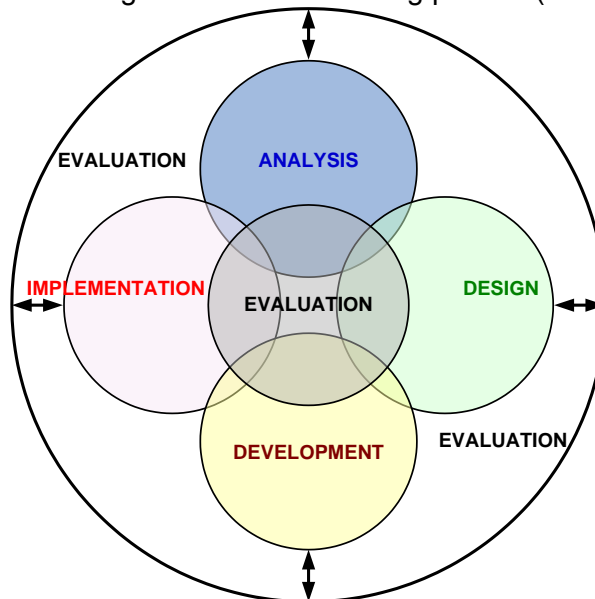 EVALUATION
ANALYSIS
IMPLEMENTATION
EVALUATION
DESIGN
EVALUATION
DEVELOPMENT